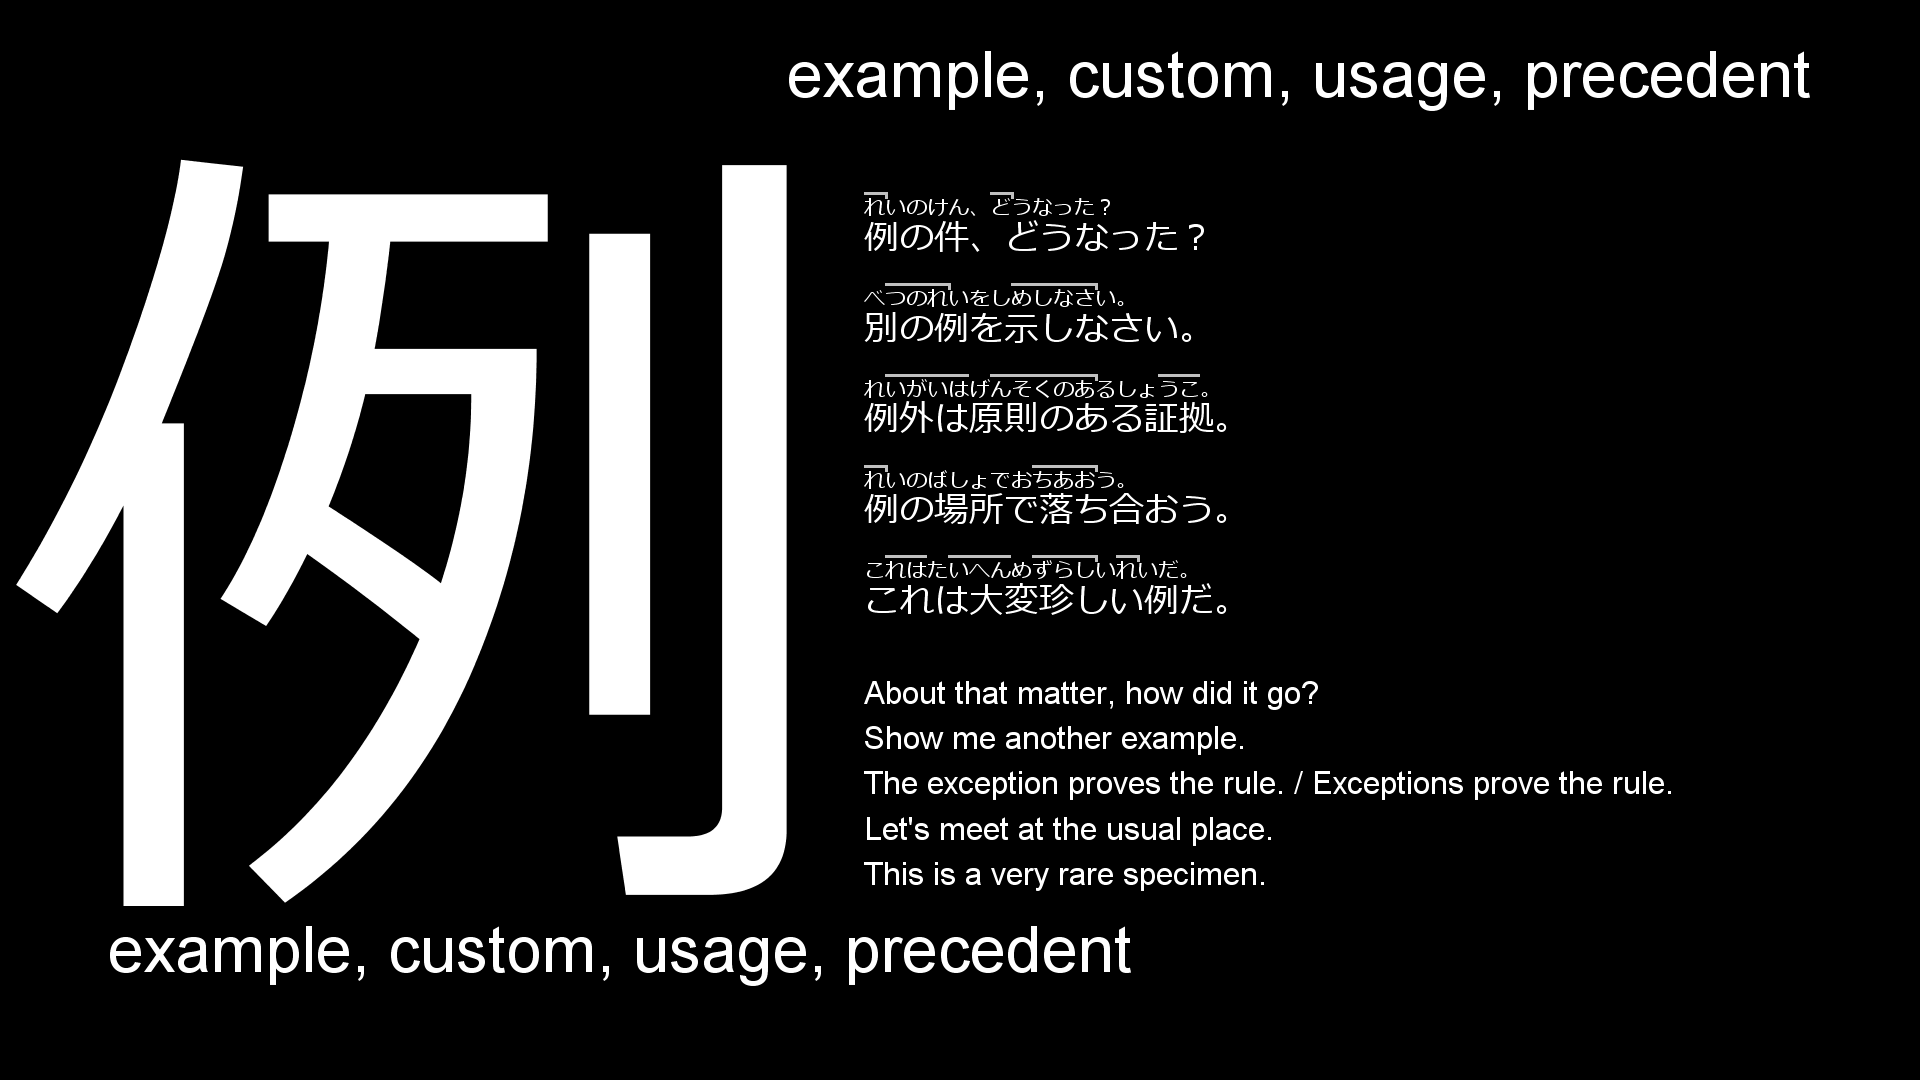 example, custom, usage, precedent
例
れいのけん、どうなった？
例の件、どうなった？
べつのれいをしめしなさい。
別の例を示しなさい。
れいがいはげんそくのあるしょうこ。
例外は原則のある証拠。
れいのばしょでおちあおう。
例の場所で落ち合おう。
これはたいへんめずらしいれいだ。
これは大変珍しい例だ。
About that matter, how did it go?
Show me another example.
The exception proves the rule. / Exceptions prove the rule.
Let's meet at the usual place.
This is a very rare specimen.
example, custom, usage, precedent